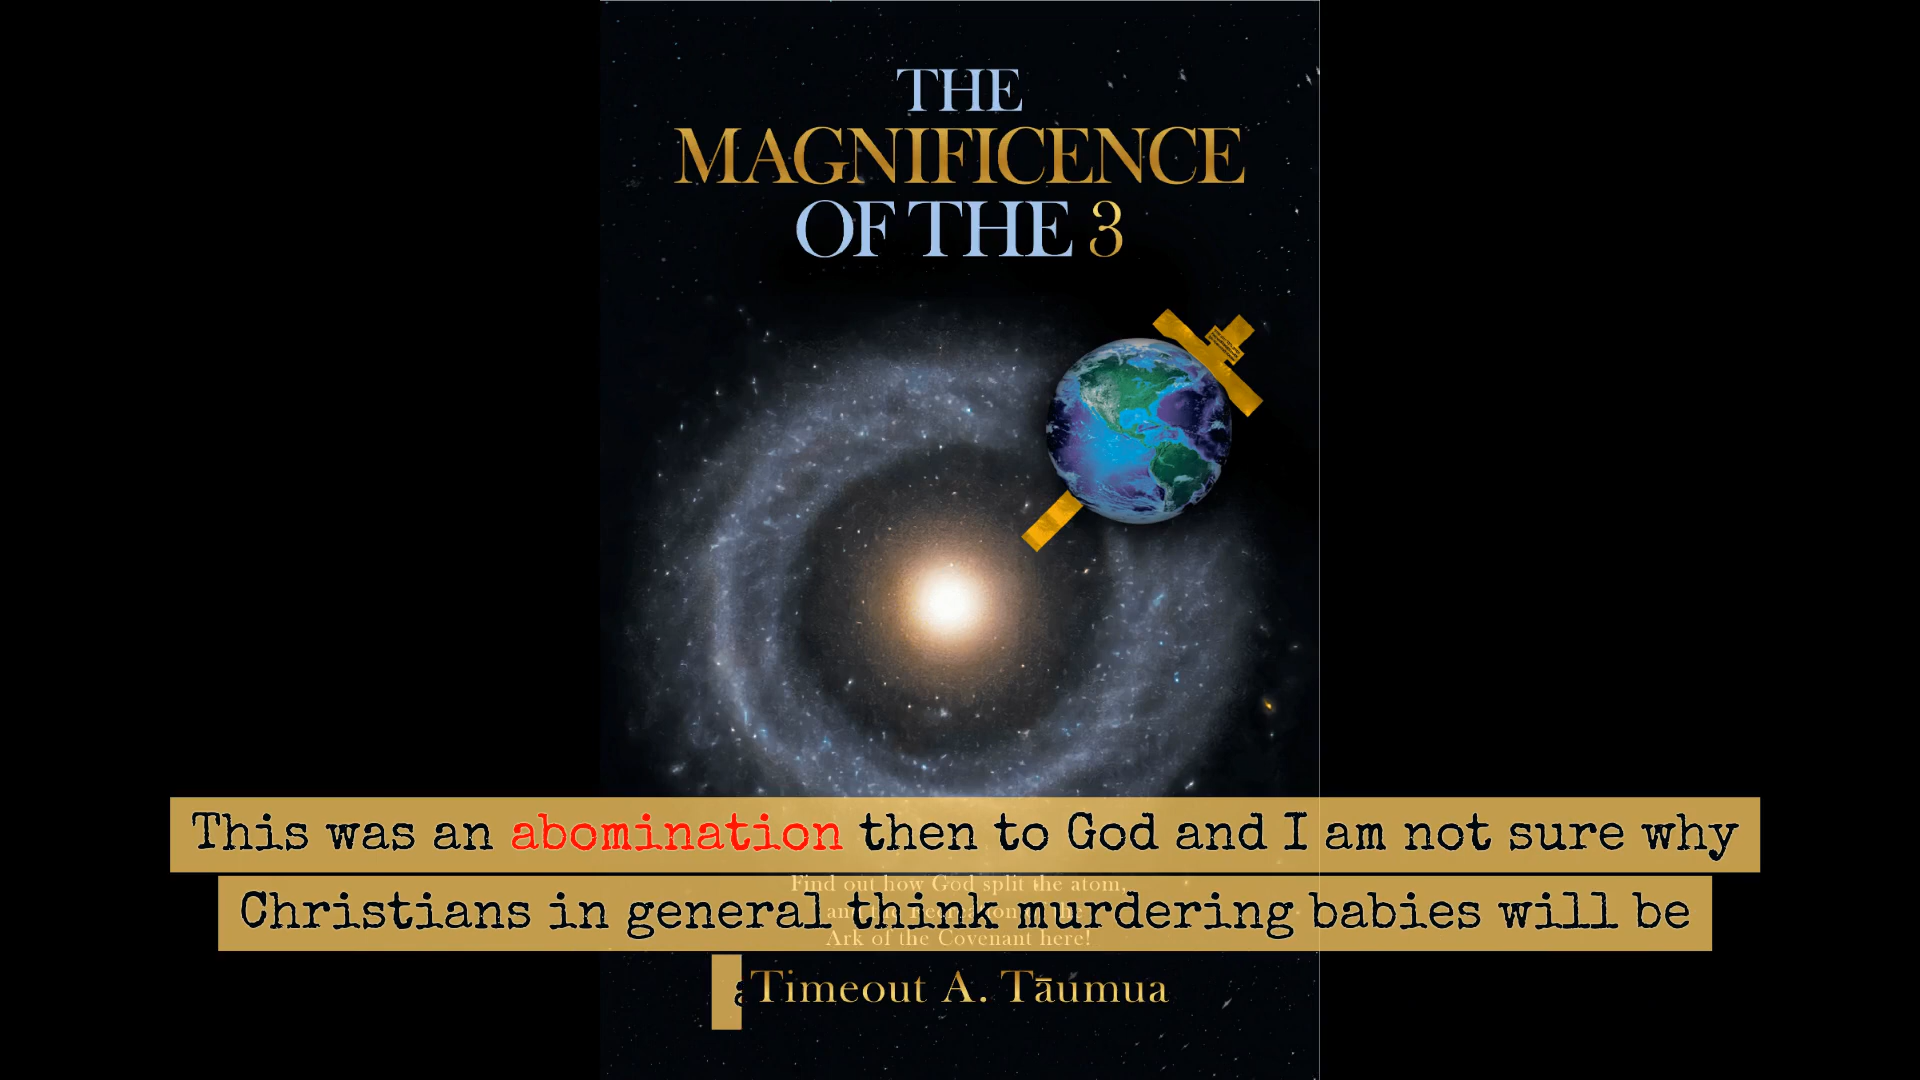 THE
MAGNIFICENCE
OF THE 3
This was an abomination then to God and I am not sure why
Find out how God split the atom,
Christians in general think murdering babies will be
Ark of the Covenant here!
Timeout A. Tāumua